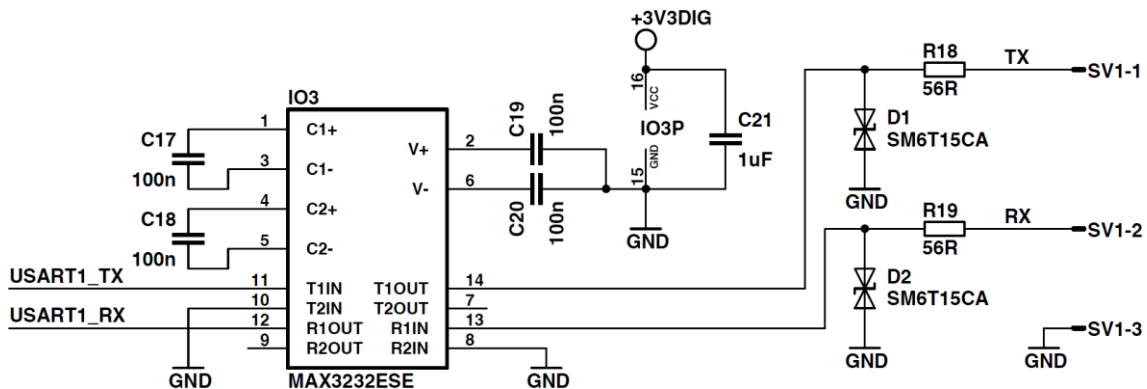 +3V3DIG
R18
TX
SV1-1
56R
IO3
16
VCC
C19
100n
C21
D1
C17
1
C1+
IO3P
1uF
SM6T15CA
V+
2
100n
3
C1-
GND
15
V-
6
GND
C18
4
C2+
C20
100n
R19
RX
SV1-2
GND
56R
100n
5
C2-
USART1_TX
11
T1IN
T1OUT
14
D2
10
T2IN
T2OUT
7
SM6T15CA
USART1_RX
12
R1OUT
R1IN
13
SV1-3
9
R2OUT
R2IN
8
GND
MAX3232ESE
GND
GND
GND